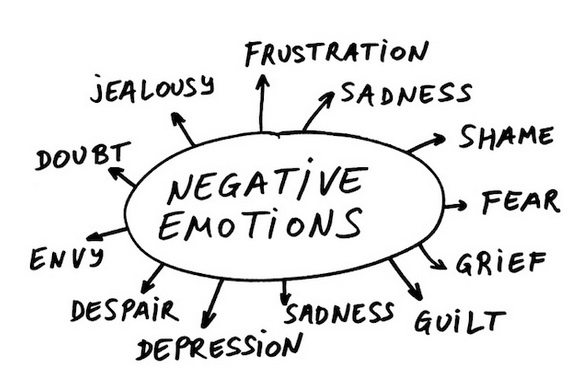 FRUSTRATION
JEALOUSY
SADNESS
SHAME
DOUBT
NEGATIVE
EMOTIONS
FEAR
ENVY
GRIEF
DESPAIR
SADNESS
GUILT
DEPRESSION